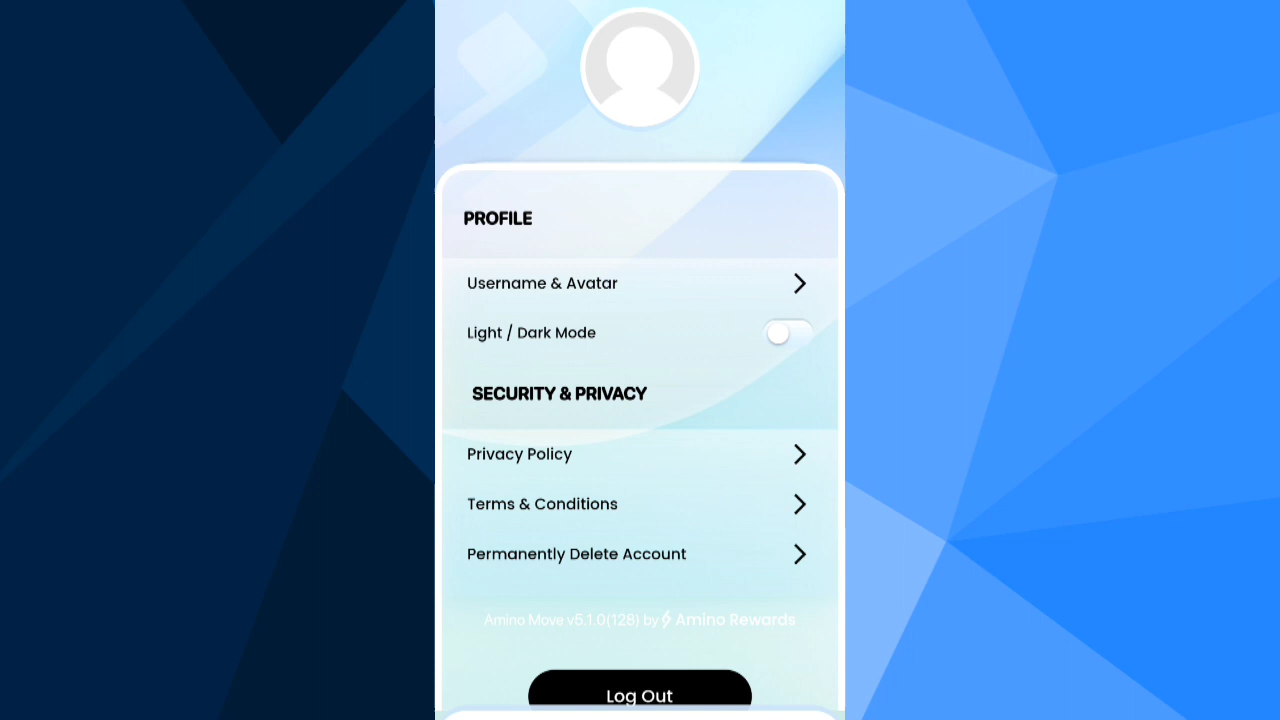 PROFILE
Username & Avatar
Light / Dark Mode
SECURITY & PRIVACY
Privacy Policy
Terms & Conditions
Permanently Delete Account
Amino Move v5.1.0(128) by Amino Rewards
Log Out